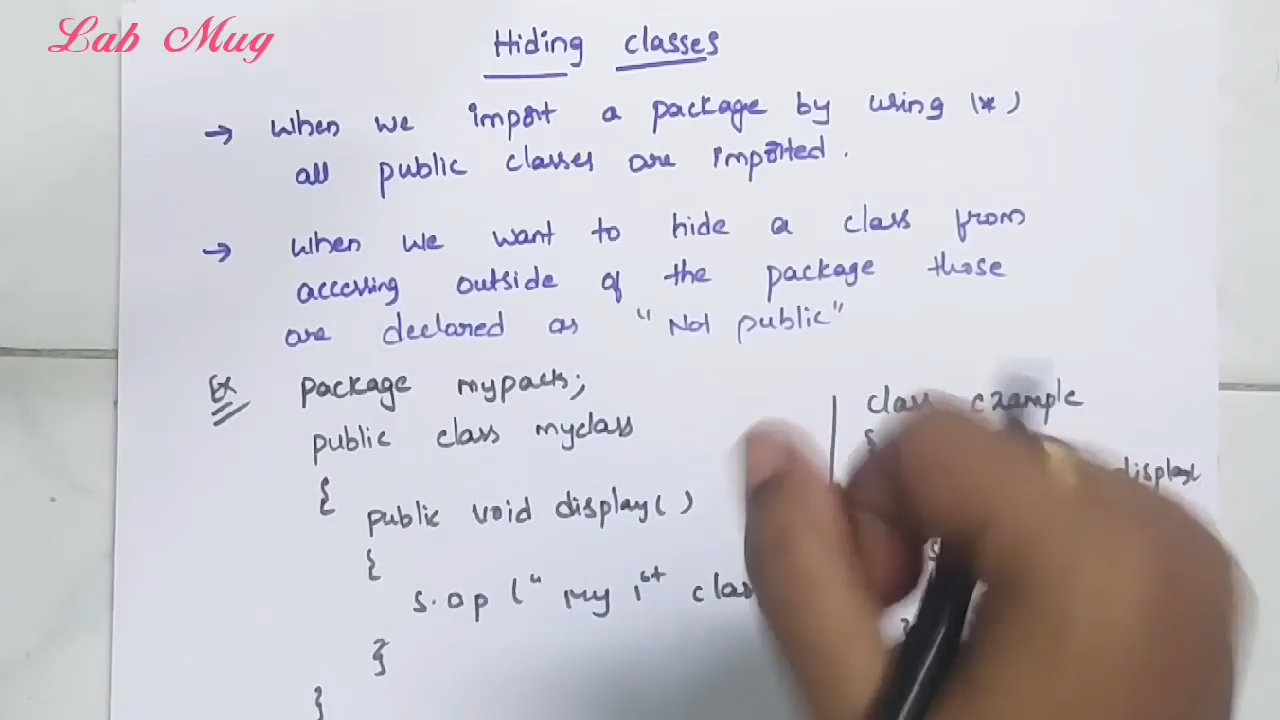 Lab Mug
Hiding classes
→ When we import a package by using (*)
all public classes are imported.
→ When we want to hide a class from
accessing outside of the package those
are declared as "Not public"
Ex package mypack;
public class myclass
{
public void display()
{
s.op (" My 1st clas
}
}
class example
display(